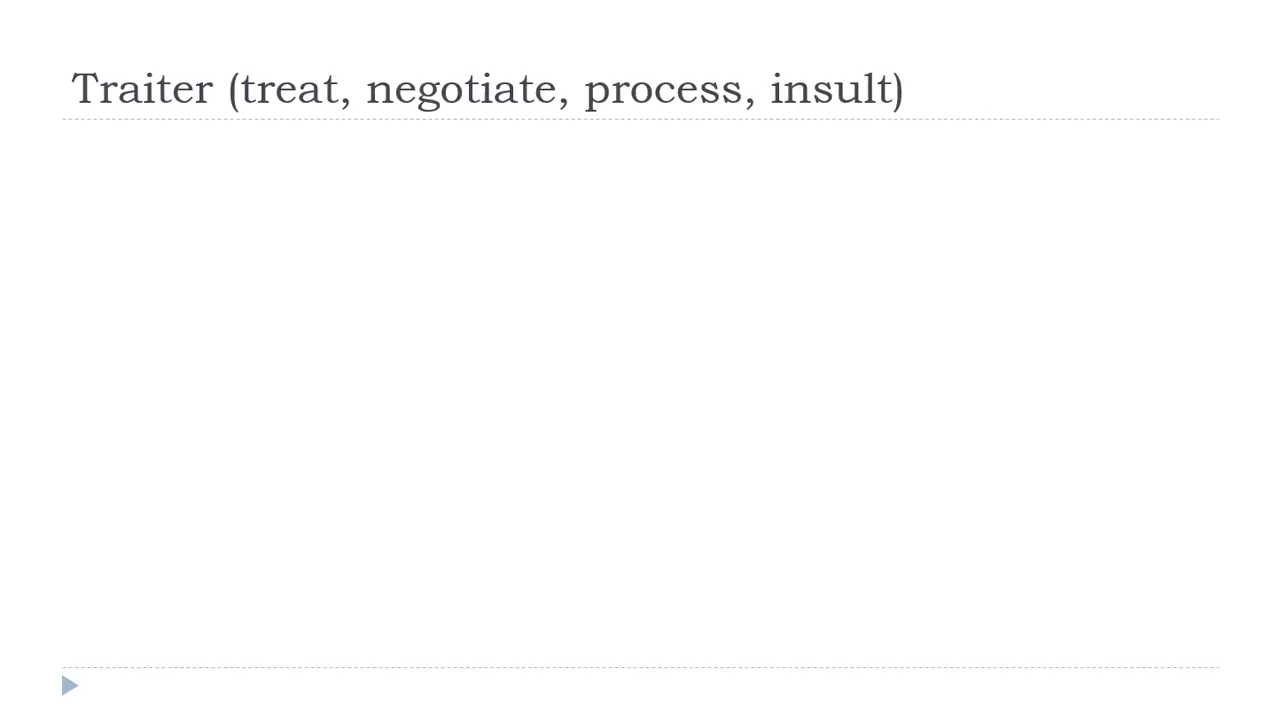 Traiter (treat, negotiate, process, insult)